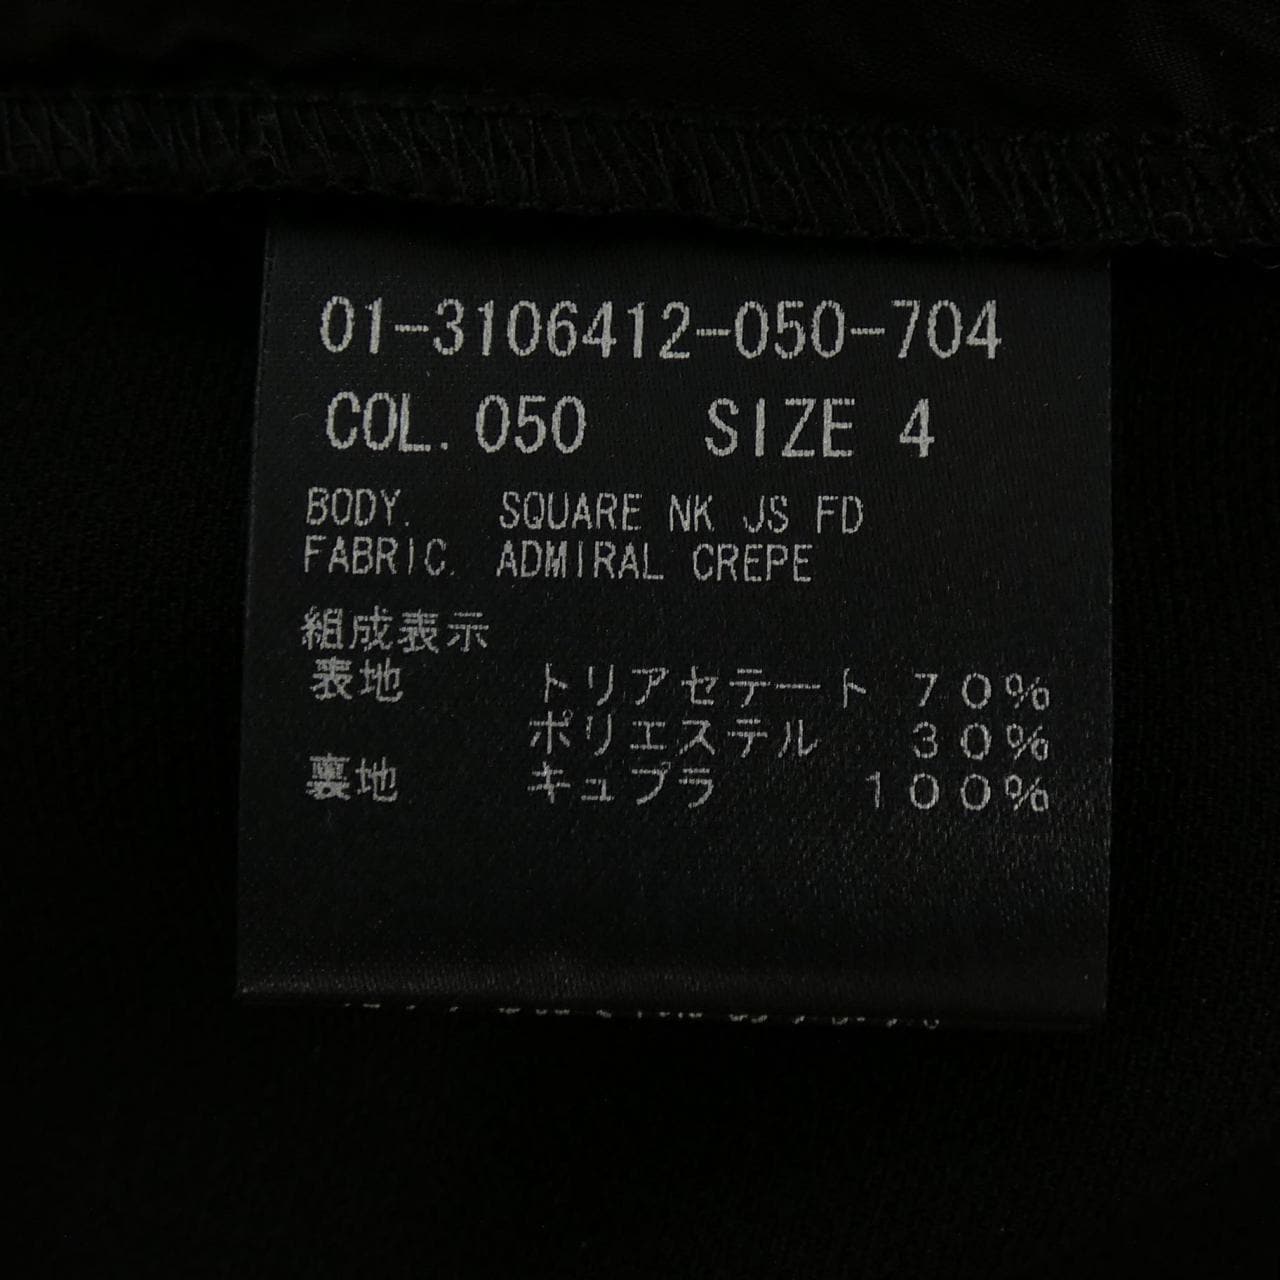 01-3106412-050-704
COL. 050 SIZE 4
BODY. SQUARE NK JS FD
FABRIC. ADMIRAL CREPE
組成表示
表地 トリアセテート 70%
ポリエステル 30%
裏地 キュプラ 100%